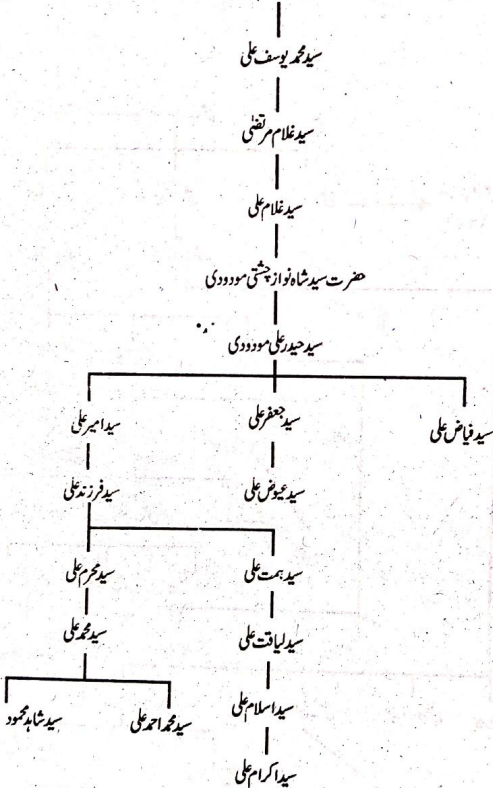 سید محمد یوسف علی
سید غلام مرتضیٰ
سید غلام علی
حضرت سید شاہ نواز چشتی مودودی
سید حیدر علی مودودی
سید فیاض علی
سید جعفر علی
سید امیر علی
سید عیوض علی
سید فرزند علی
سید ہمت علی
سید محرم علی
سید لیاقت علی
سید محمد علی
سید اسلام علی
سید محمد احمد علی
سید شاہد محمود
سید اکرام علی